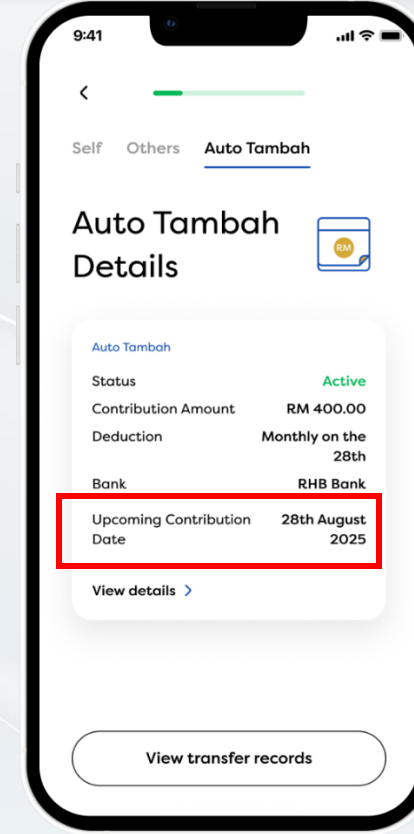 9:41
Self Others Auto Tambah
Auto Tambah
Details
RM
Auto Tambah
Status Active
Contribution Amount RM 400.00
Deduction Monthly on the
28th
Bank RHB Bank
Upcoming Contribution 28th August
Date 2025
View details
View transfer records